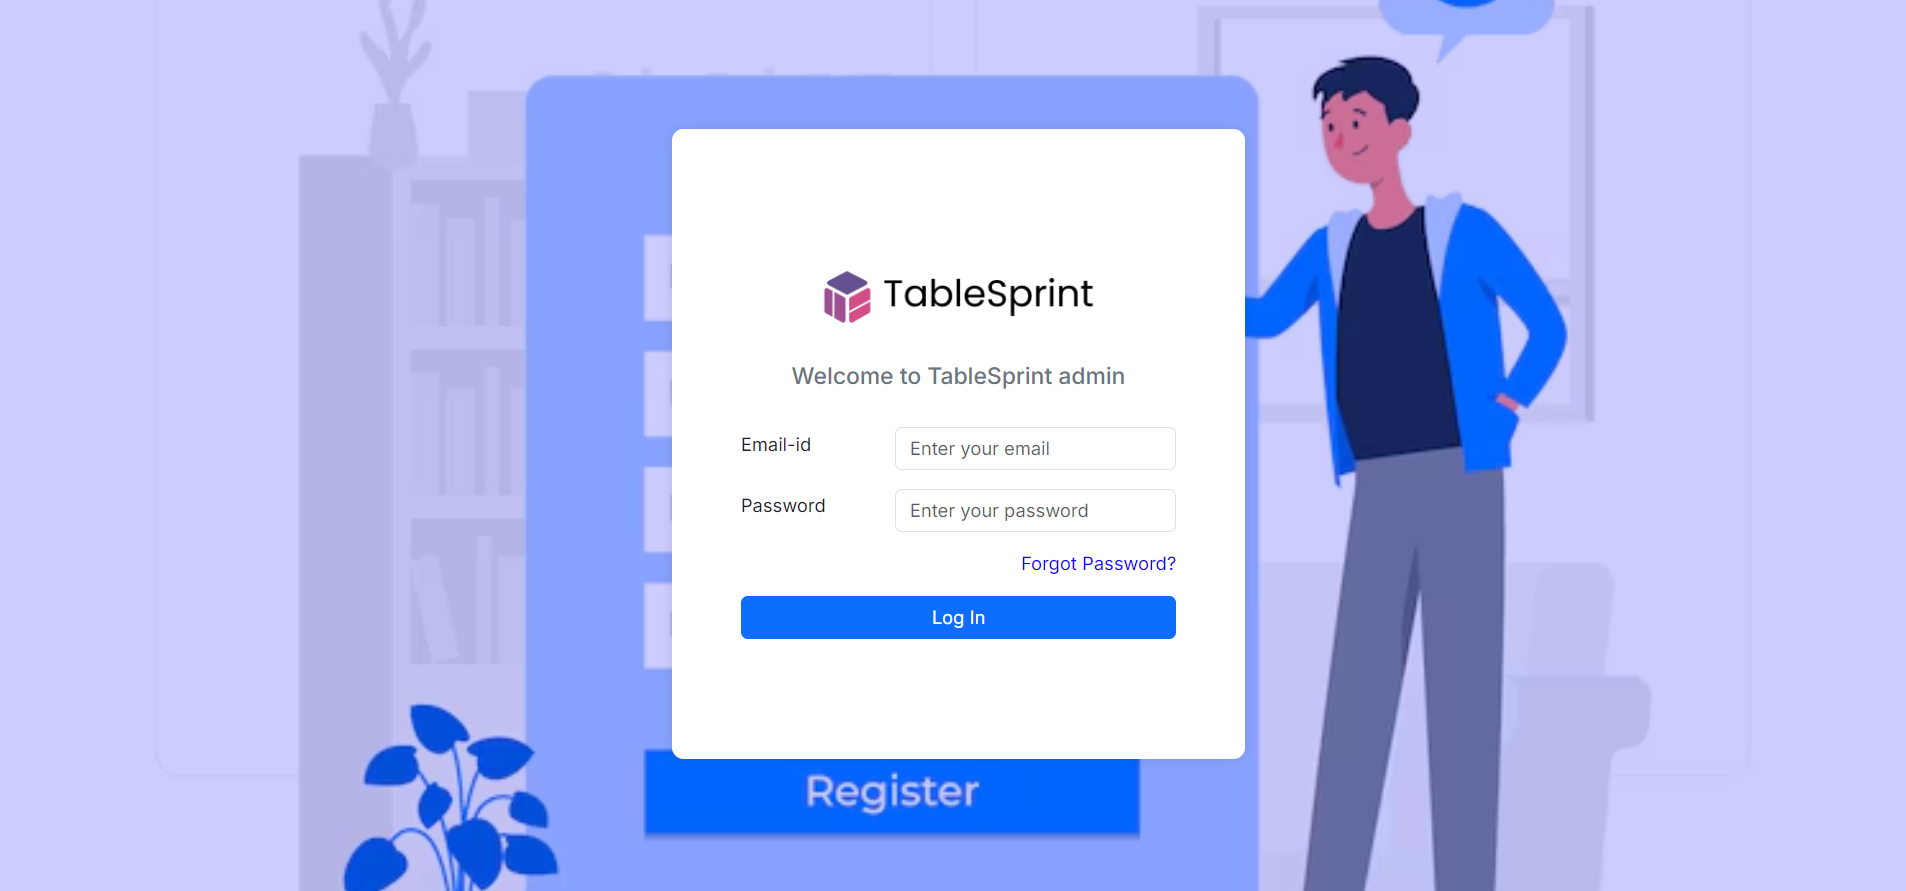 TableSprint
Welcome to TableSprint admin
Email-id
Enter your email
Password
Enter your password
Forgot Password?
Log In
Register